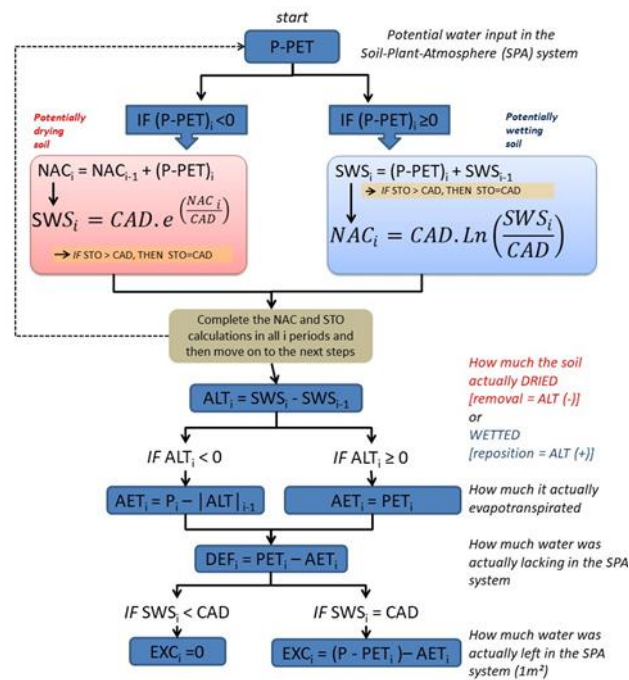 start
P-PET
Potential water input in the
Soil-Plant-Atmosphere (SPA) system
Potentially
drying
soil
IF (P-PET)i <0
IF (P-PET)i ≥0
Potentially
wetting
soil
NACi = NACi-1 + (P-PET)i
SWSi = CAD.e^(NACi/CAD)
IF STO > CAD, THEN STO=CAD
SWSi = (P-PET)i + SWSi-1
IF STO > CAD, THEN STO=CAD
NACi = CAD.Ln(SWSi/CAD)
Complete the NAC and STO
calculations in all i periods and
then move on to the next steps
ALTi = SWSi - SWSi-1
How much the soil
actually DRIED
[removal = ALT (-)]
or
WETTED
[reposition = ALT (+)]
IF ALTi < 0
IF ALTi ≥ 0
AETi = Pi – |ALT|i-1
AETi = PETi
How much it actually
evapotranspirated
DEFi = PETi – AETi
How much water was
actually lacking in the SPA
system
IF SWSi < CAD
IF SWSi = CAD
EXCi =0
EXCi = (P - PETi)– AETi
How much water was
actually left in the SPA
system (1m²)